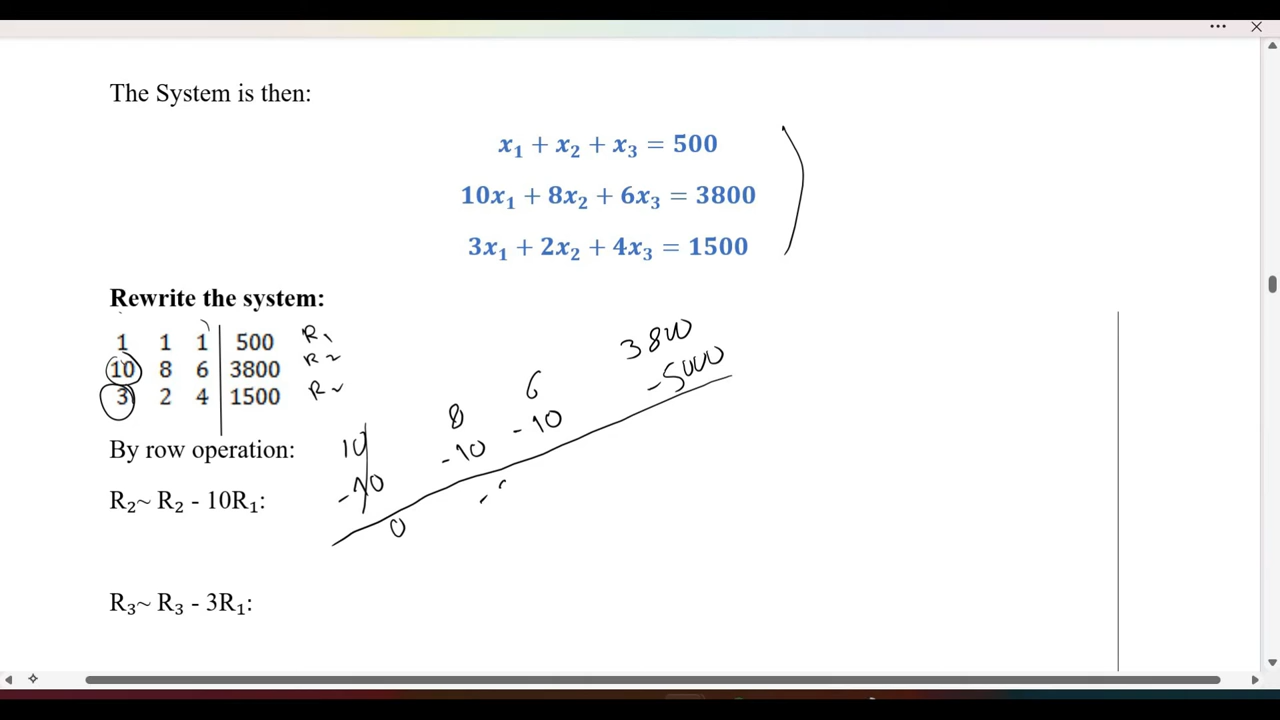 The System is then:
x₁ + x₂ + x₃ = 500
10x₁ + 8x₂ + 6x₃ = 3800
3x₁ + 2x₂ + 4x₃ = 1500
Rewrite the system:
1 1 1 500 R1
10 8 6 3800 R2
3 2 4 1500 R
By row operation:
10 8 6 3800
-10 -10 -10 -5000
0 -
R₂~ R₂ - 10R₁:
R₃~ R₃ - 3R₁: